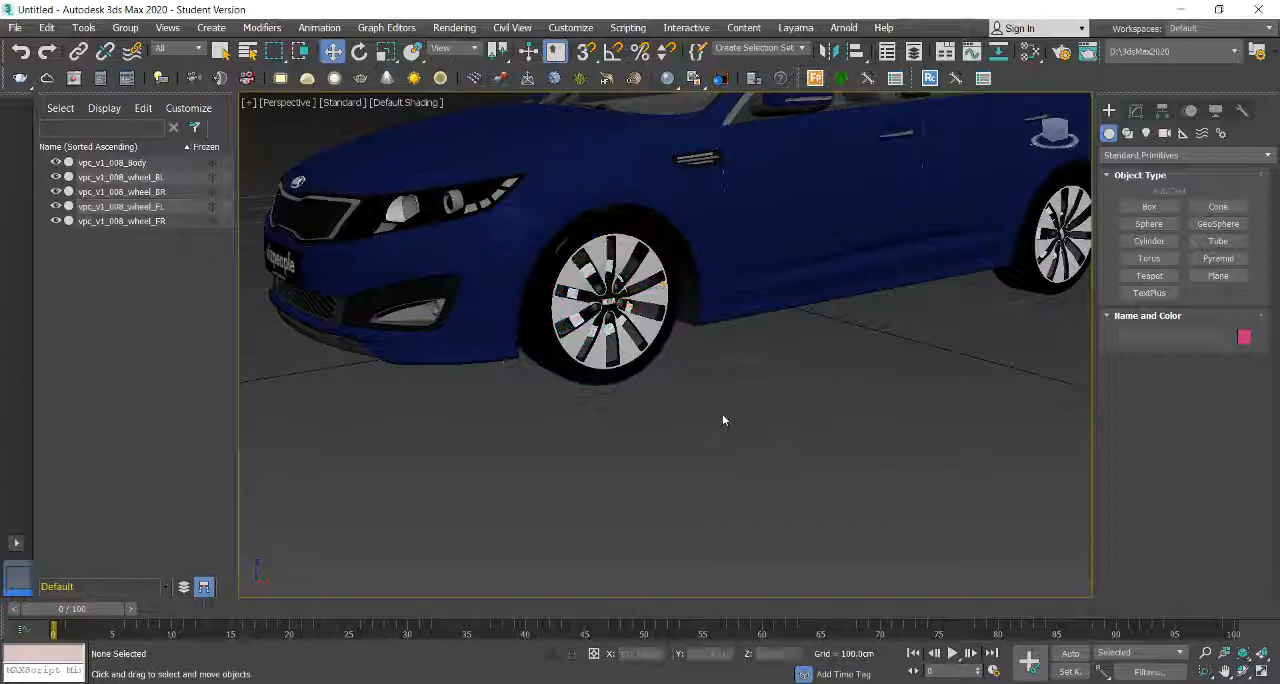 Untitled - Autodesk 3ds Max 2020 - Student Version
File Edit Tools Group Views Create Modifiers Animation Graph Editors Rendering Civil View Customize Scripting Interactive Content Layama Arnold Help
Sign In
Workspaces: Default
All
View
Create Selection Set
D:\3dsMax2020
Fp
Rc
Select Display Edit Customize
Name (Sorted Ascending) ▲ Frozen
vpc_v1_008_Body
vpc_v1_008_wheel_BL
vpc_v1_008_wheel_BR
vpc_v1_008_wheel_FL
vpc_v1_008_wheel_FR
[+] [Perspective] [Standard] [Default Shading]
Standard Primitives
Object Type
AutoGrid
Box Cone
Sphere GeoSphere
Cylinder Tube
Torus Pyramid
Teapot Plane
TextPlus
Name and Color
Default
0 / 100
0 5 10 15 20 25 30 35 40 45 50 55 60 65 70 75 80 85 90 95 100
None Selected
X: Y: Z: Grid = 100.0cm
Auto Selected
MAXScript Mi
Click and drag to select and move objects
Add Time Tag
0
Set K. Filters...